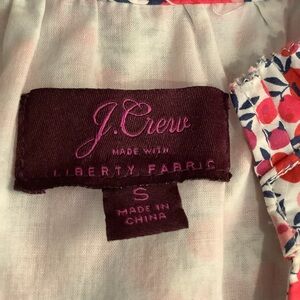 J.Crew
MADE WITH
LIBERTY FABRIC
S
MADE IN
CHINA